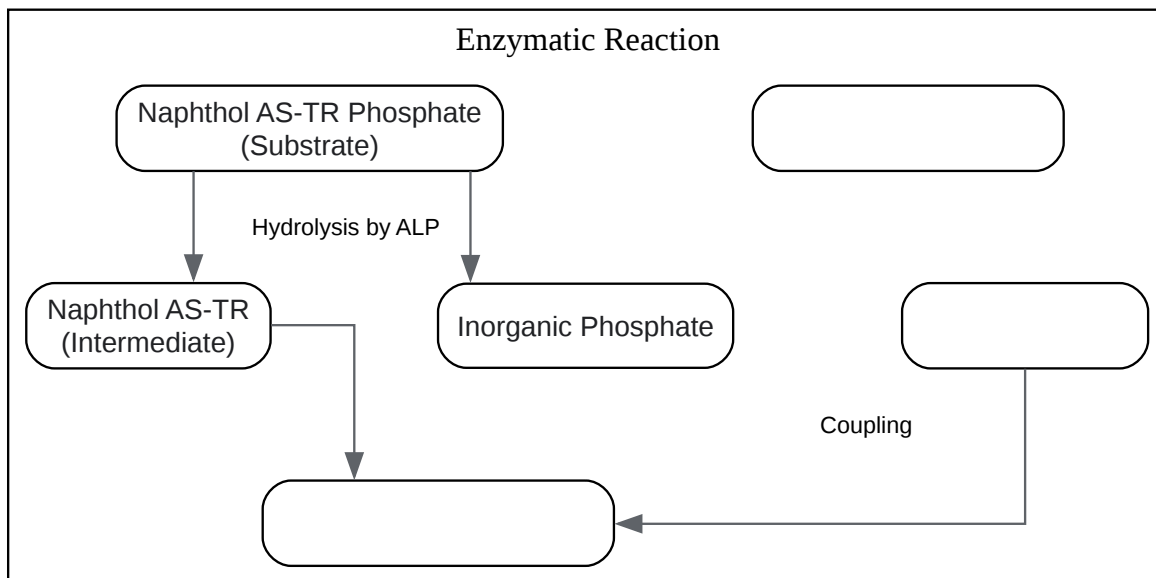 Enzymatic Reaction
Naphthol AS-TR Phosphate
(Substrate)
Hydrolysis by ALP
Naphthol AS-TR
(Intermediate)
Inorganic Phosphate
Coupling